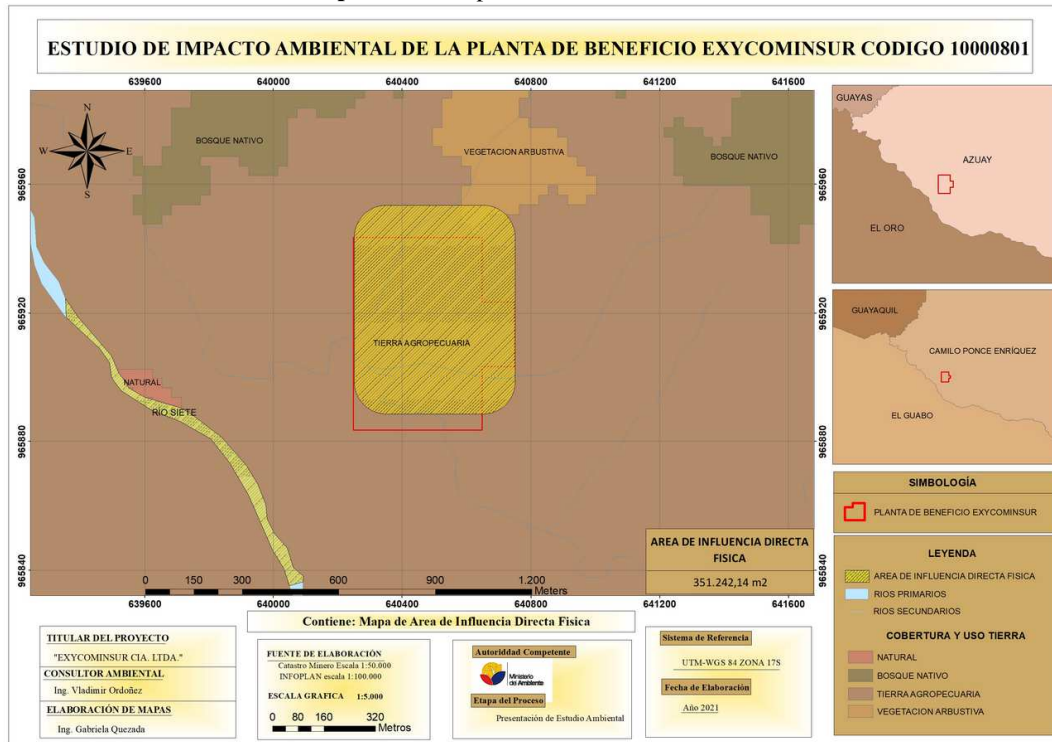 ESTUDIO DE IMPACTO AMBIENTAL DE LA PLANTA DE BENEFICIO EXYCOMINSUR CODIGO 10000801
639600 640000 640400 640800 641200 641600
N
W E
S
BOSQUE NATIVO
VEGETACION ARBUSTIVA
BOSQUE NATIVO
965960
965960
965920
965920
TIERRA AGROPECUARIA
NATURAL
RÍO SIETE
965880
965880
965840
965840
0 150 300 600 900 1.200
Meters
639600 640000 640400 640800 641200 641600
AREA DE INFLUENCIA DIRECTA
FISICA
351.242,14 m2
GUAYAS
AZUAY
EL ORO
GUAYAQUIL
CAMILO PONCE ENRÍQUEZ
EL GUABO
SIMBOLOGÍA
PLANTA DE BENEFICIO EXYCOMINSUR
LEYENDA
AREA DE INFLUENCIA DIRECTA FISICA
RIOS PRIMARIOS
RIOS SECUNDARIOS
COBERTURA Y USO TIERRA
NATURAL
BOSQUE NATIVO
TIERRA AGROPECUARIA
VEGETACION ARBUSTIVA
Contiene: Mapa de Area de Influencia Directa Fisica
TITULAR DEL PROYECTO
"EXYCOMINSUR CIA. LTDA."
CONSULTOR AMBIENTAL
Ing. Vladimir Ordoñez
ELABORACIÓN DE MAPAS
Ing. Gabriela Quezada
FUENTE DE ELABORACIÓN
Catastro Minero Escala 1:50.000
INFOPLAN escala 1:100.000
ESCALA GRAFICA 1:5.000
0 80 160 320
Metros
Autoriddad Competente
Ministerio
del Ambiente
Etapa del Proceso
Presentación de Estudio Ambiental
Sistema de Referencia
UTM-WGS 84 ZONA 17S
Fecha de Elaboración
Año 2021